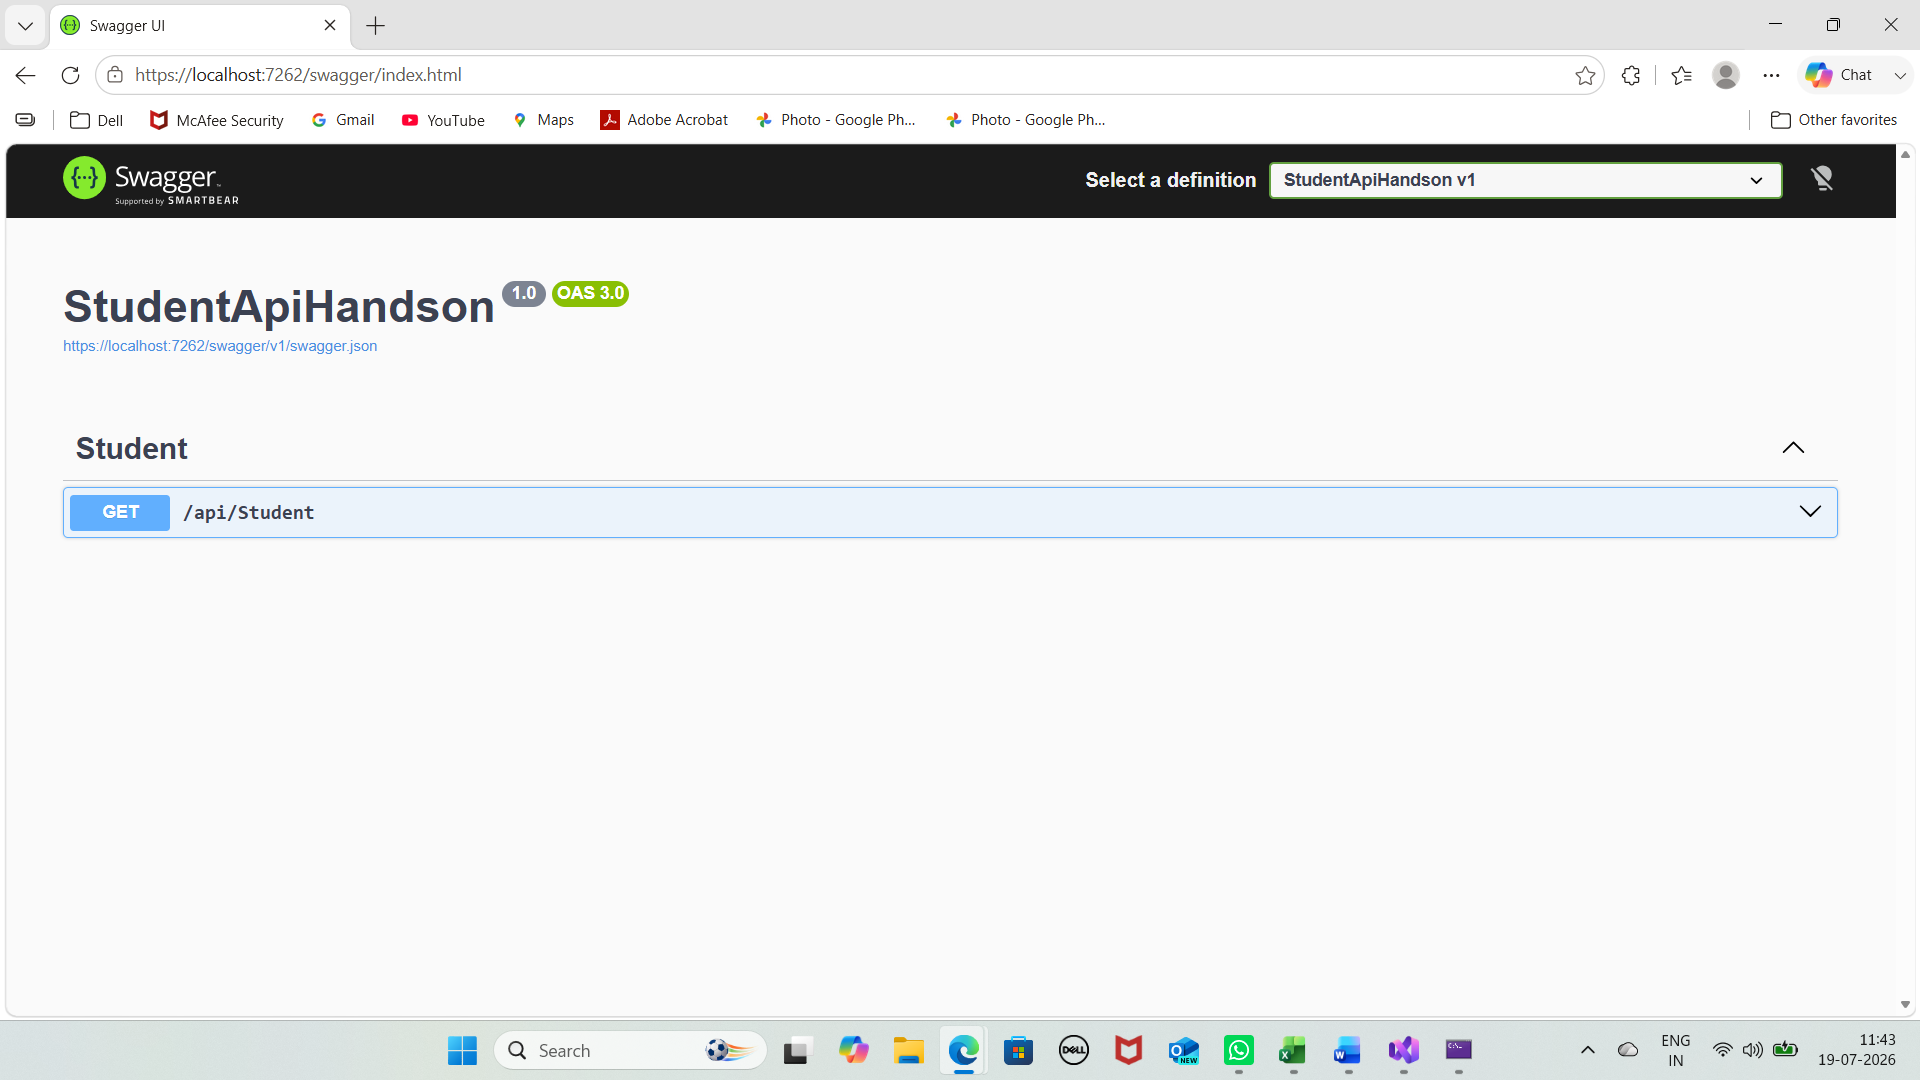 Swagger UI
https://localhost:7262/swagger/index.html
Chat
Dell
McAfee Security
Gmail
YouTube
Maps
Adobe Acrobat
Photo - Google Ph...
Photo - Google Ph...
Other favorites
Swagger
Supported by SMARTBEAR
Select a definition
StudentApiHandson v1
StudentApiHandson 1.0 OAS 3.0
https://localhost:7262/swagger/v1/swagger.json
Student
GET /api/Student
Search
DELL
NEW
ENG
IN
11:43
19-07-2026